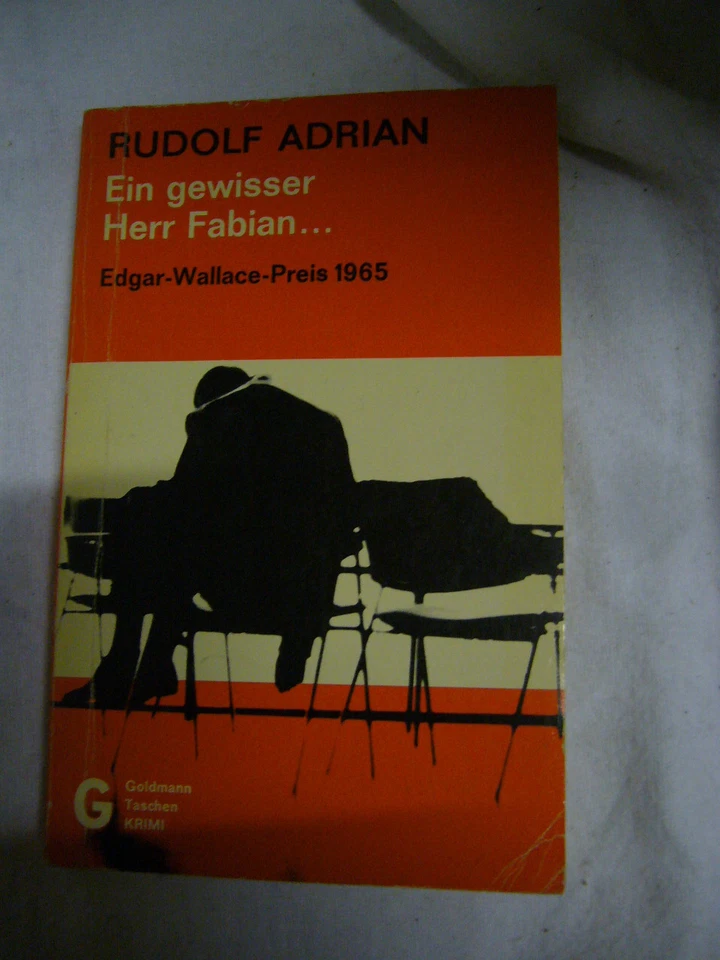 RUDOLF ADRIAN
Ein gewisser
Herr Fabian...
Edgar-Wallace-Preis 1965
G
Goldmann
Taschen
KRIMI